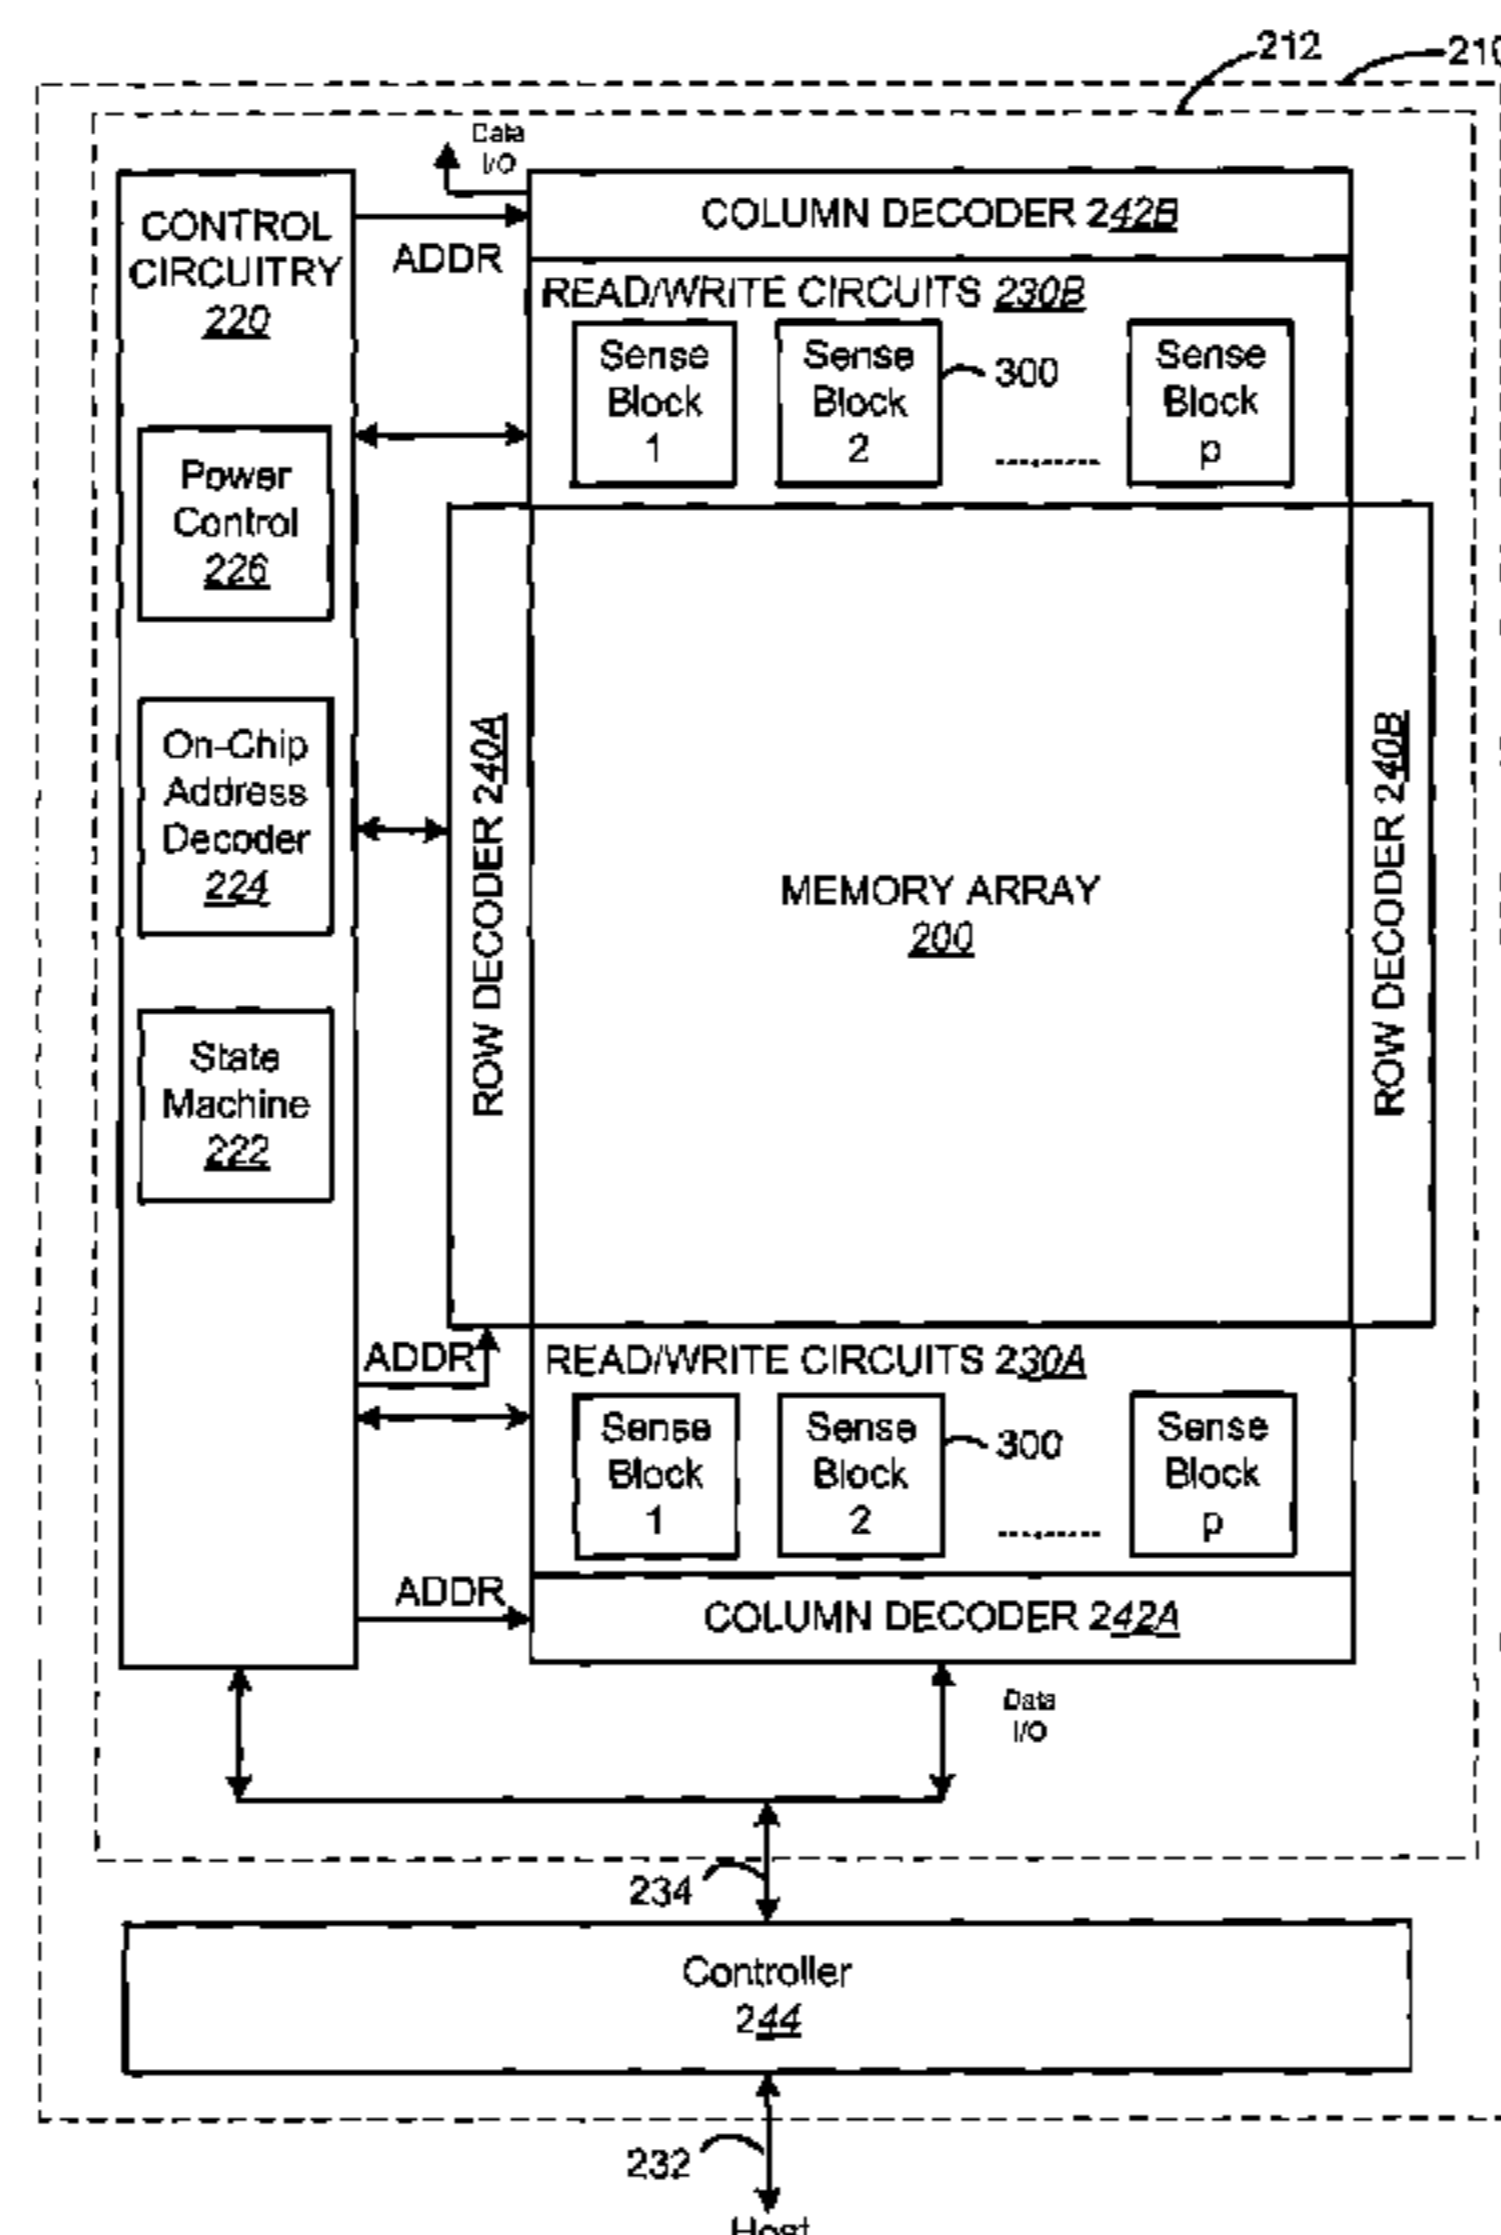 212
210
Data
I/O
CONTROL
CIRCUITRY
220
ADDR
COLUMN DECODER 242B
READ/WRITE CIRCUITS 230B
Sense
Block
1
Sense
Block
2
300
.........
Sense
Block
p
Power
Control
226
On-Chip
Address
Decoder
224
State
Machine
222
ROW DECODER 240A
MEMORY ARRAY
200
ROW DECODER 240B
ADDR
READ/WRITE CIRCUITS 230A
Sense
Block
1
Sense
Block
2
300
.........
Sense
Block
p
ADDR
COLUMN DECODER 242A
Data
I/O
234
Controller
244
232
Host